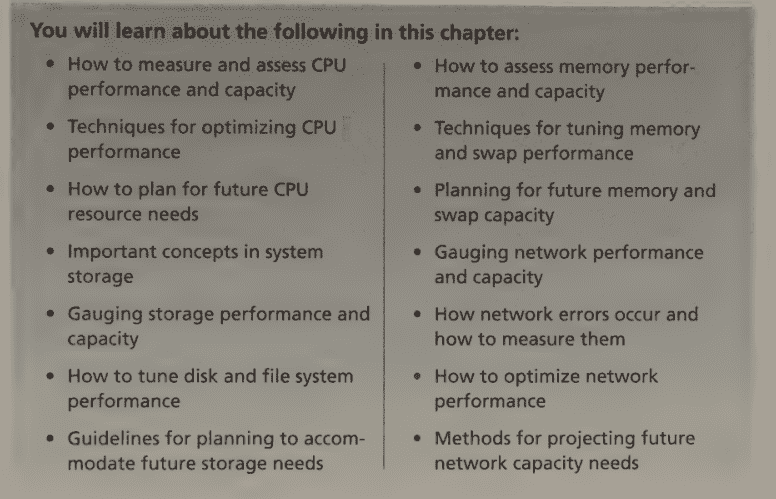 You will learn about the following in this chapter:
• How to measure and assess CPU
performance and capacity
• Techniques for optimizing CPU
performance
• How to plan for future CPU
resource needs
• Important concepts in system
storage
• Gauging storage performance and
capacity
• How to tune disk and file system
performance
• Guidelines for planning to accom-
modate future storage needs
• How to assess memory perfor-
mance and capacity
• Techniques for tuning memory
and swap performance
• Planning for future memory and
swap capacity
• Gauging network performance
and capacity
• How network errors occur and
how to measure them
• How to optimize network
performance
• Methods for projecting future
network capacity needs